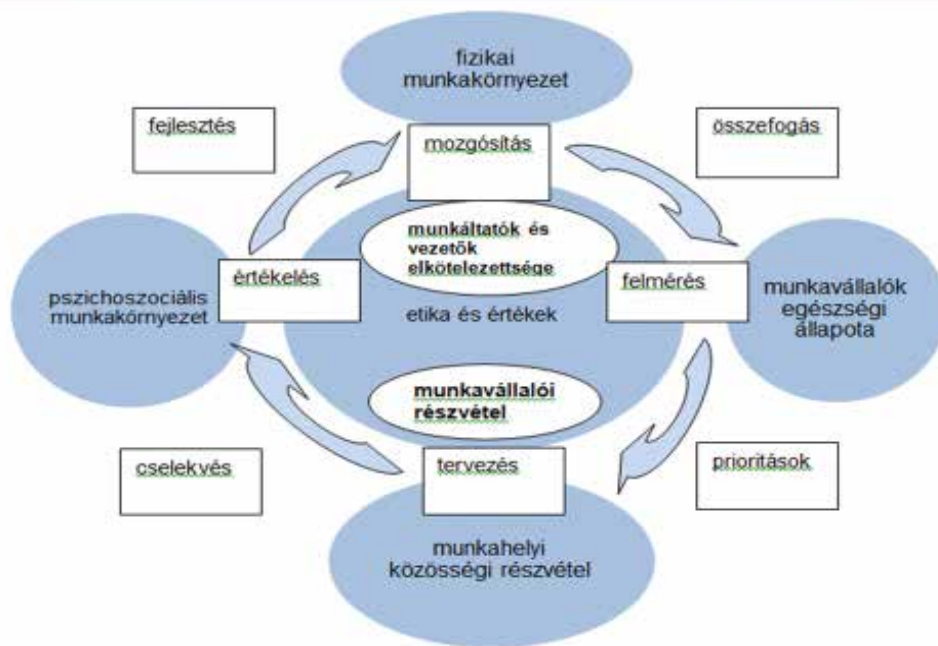 fizikai
munkakörnyezet
fejlesztés
mozgósítás
összefogás
munkáltatók és
vezetők
elkötelezettsége
pszichoszociális
munkakörnyezet
értékelés
etika és értékek
felmérés
munkavállalók
egészségi
állapota
munkavállalói
részvétel
cselekvés
tervezés
prioritások
munkahelyi
közösségi részvétel